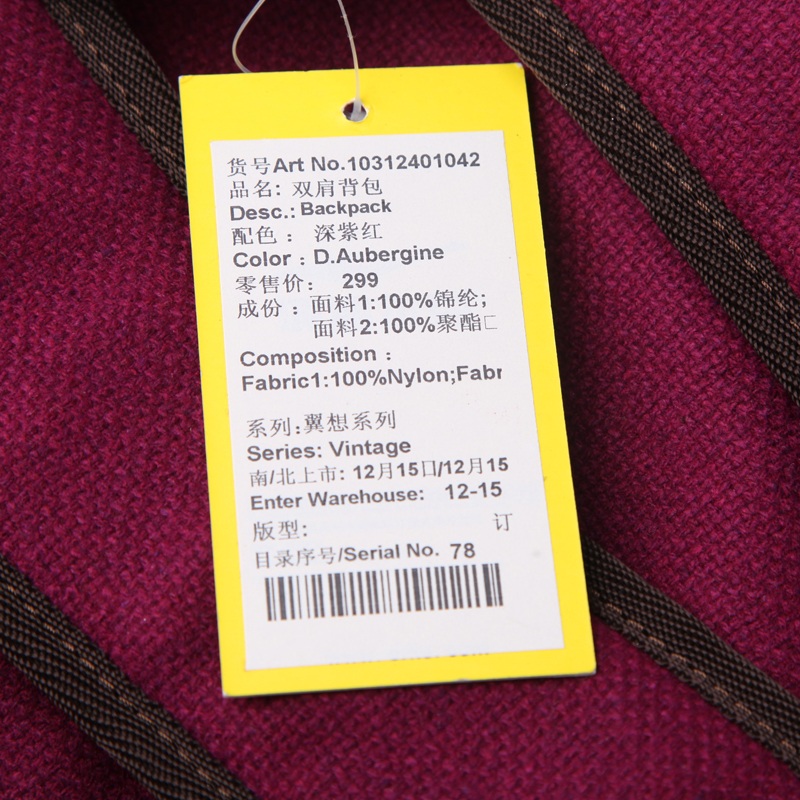 货号Art No.10312401042
品名: 双肩背包
Desc.: Backpack
配色 : 深紫红
Color : D.Aubergine
零售价: 299
成份 : 面料1:100%锦纶;
面料2:100%聚酯□
Composition :
Fabric1:100%Nylon;Fabr
系列:翼想系列
Series: Vintage
南/北上市: 12月15日/12月15
Enter Warehouse: 12-15
版型: 订
目录序号/Serial No. 78